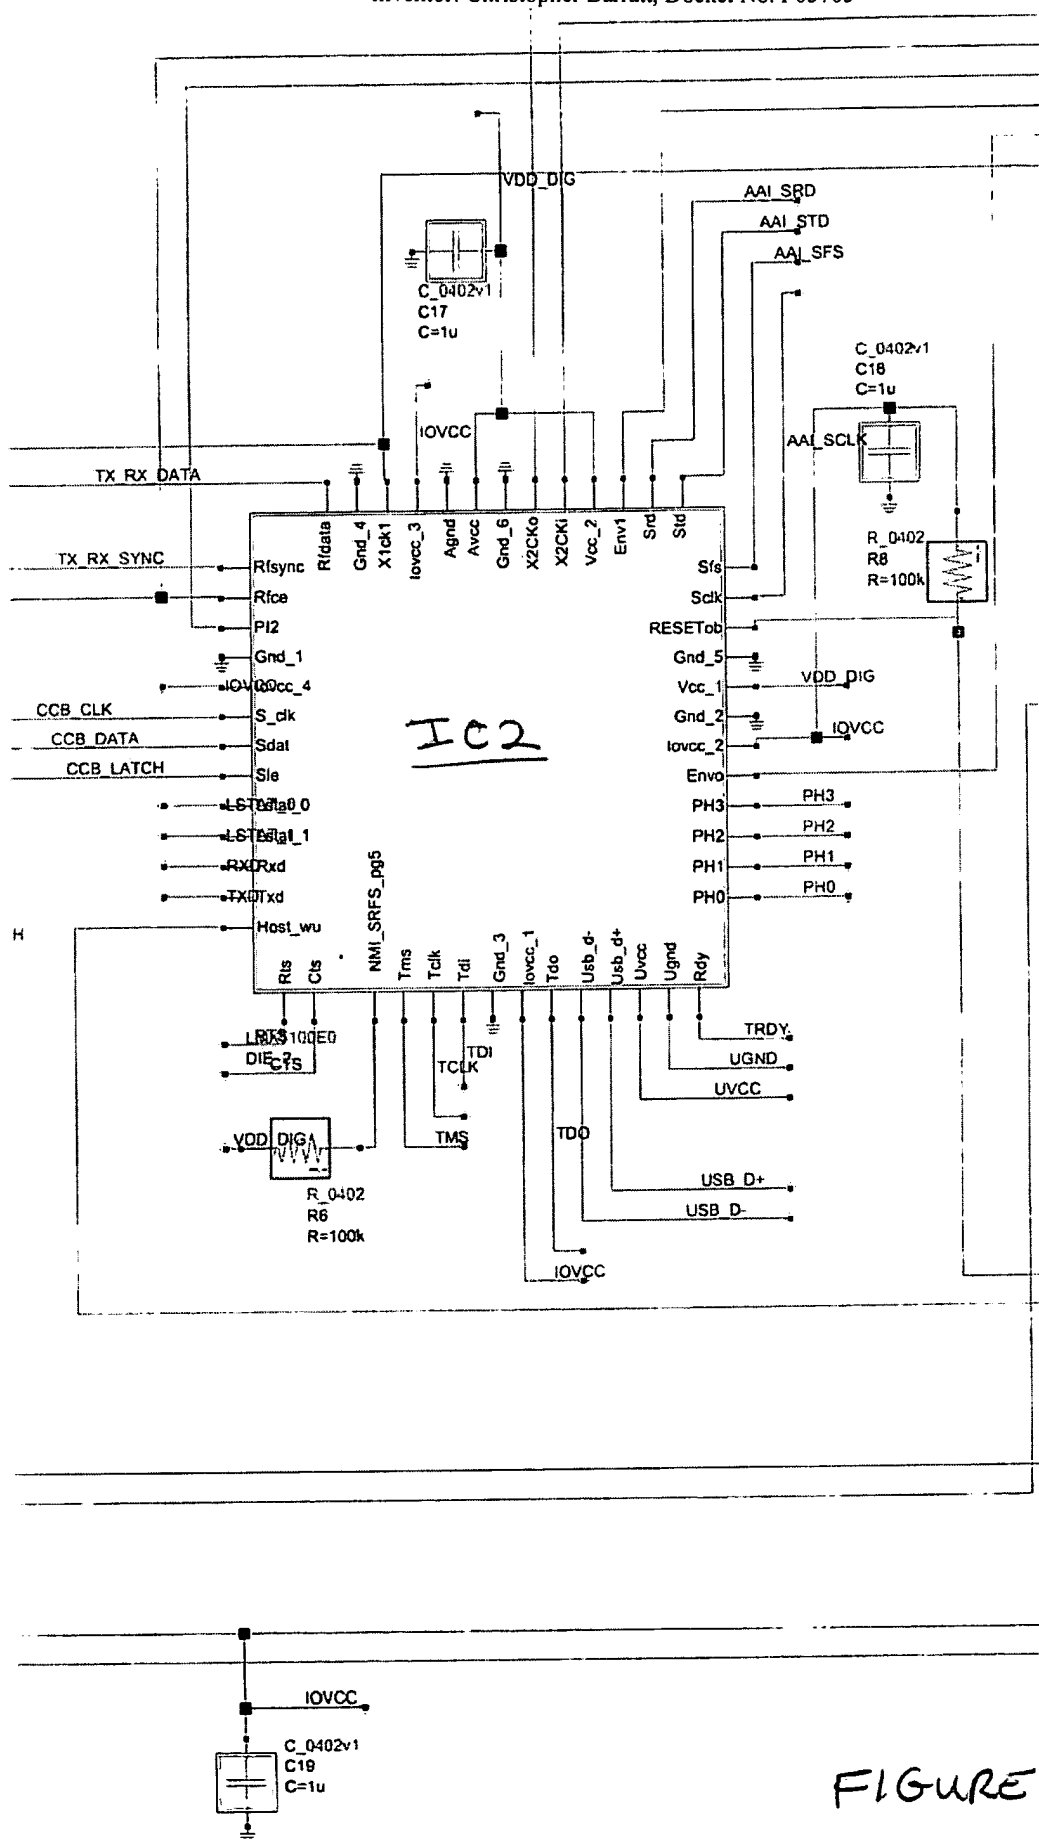 VDD_DIG
AAI_SRD
AAI_STD
AAI_SFS
C_0402v1
C17
C=1u
C_0402v1
C18
C=1u
IOVCC
AAI_SCLK
TX_RX_DATA
Rfdata
Gnd_4
X1ck1
Iovcc_3
Agnd
Avcc
Gnd_6
X2CKo
X2CKi
Vcc_2
Env1
Srd
Std
R_0402
R8
R=100k
TX_RX_SYNC
Rfsync
Rfce
PI2
Gnd_1
Iovcc_4
CCB_CLK
S_clk
CCB_DATA
Sdat
CCB_LATCH
Sle
Rxd
Txd
Host_wu
H
Sfs
Sclk
RESETob
Gnd_5
Vcc_1
VDD_DIG
Gnd_2
Iovcc_2
IOVCC
Envo
PH3
PH3
PH2
PH2
PH1
PH1
PH0
PH0
IC2
Rts
Cts
NMI_SRFS_pg5
Tms
Tclk
Tdi
Gnd_3
Iovcc_1
Tdo
Usb_d-
Usb_d+
Uvcc
Ugnd
Rdy
RTS
DIE_2
CTS
TDI
TCLK
TMS
TRDY
UGND
UVCC
TDO
VDD_DIG
R_0402
R6
R=100k
USB_D+
USB_D-
IOVCC
IOVCC
C_0402v1
C19
C=1u
FIGURE